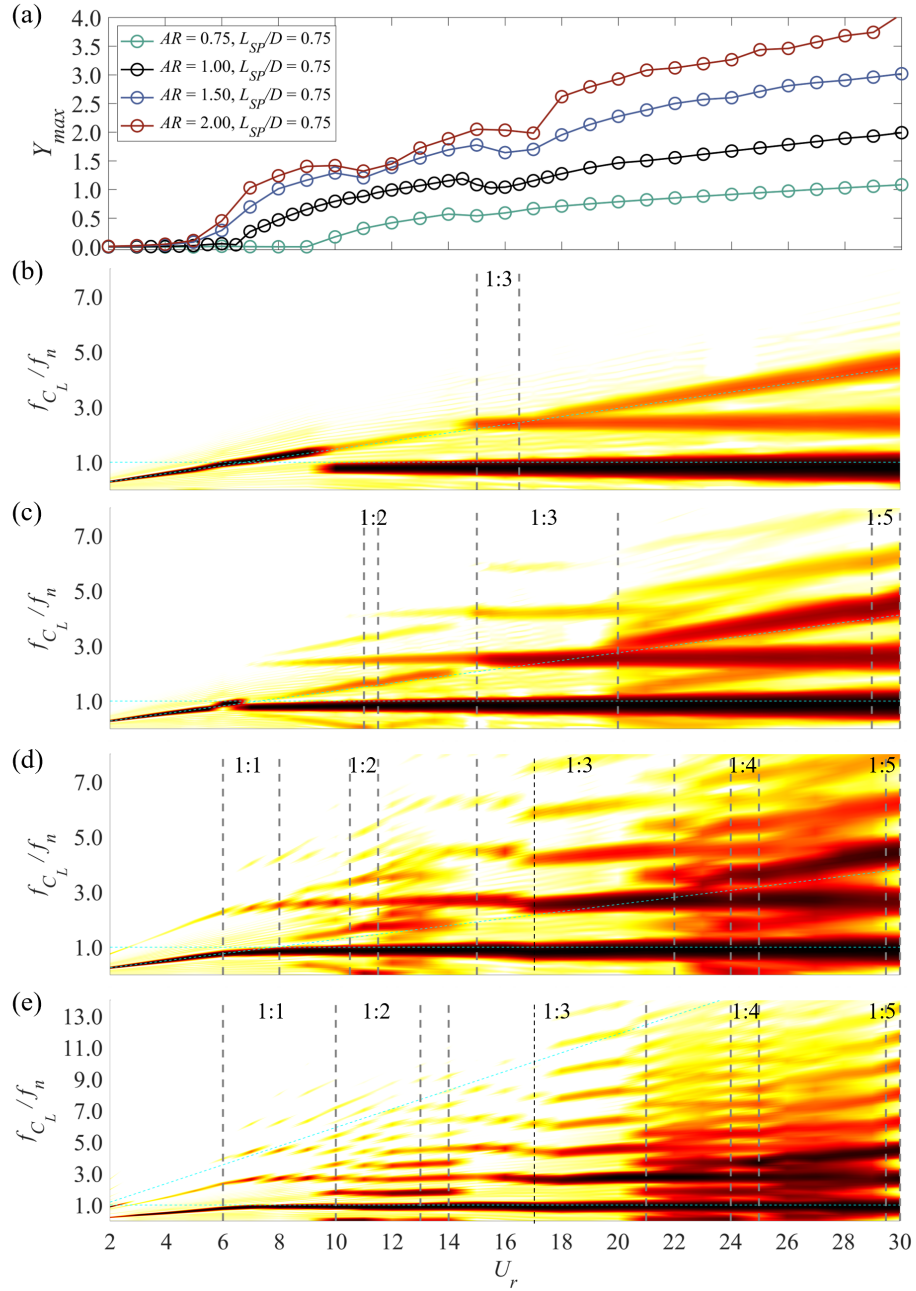 (a)
4.0
3.5
3.0
2.5
2.0
1.5
1.0
0.5
0.0
Y_max
AR = 0.75, L_SP/D = 0.75
AR = 1.00, L_SP/D = 0.75
AR = 1.50, L_SP/D = 0.75
AR = 2.00, L_SP/D = 0.75
(b)
1:3
7.0
5.0
3.0
1.0
f_C_L / f_n
(c)
1:2 1:3 1:5
7.0
5.0
3.0
1.0
f_C_L / f_n
(d)
1:1 1:2 1:3 1:4 1:5
7.0
5.0
3.0
1.0
f_C_L / f_n
(e)
1:1 1:2 1:3 1:4 1:5
13.0
11.0
9.0
7.0
5.0
3.0
1.0
f_C_L / f_n
2 4 6 8 10 12 14 16 18 20 22 24 26 28 30
U_r